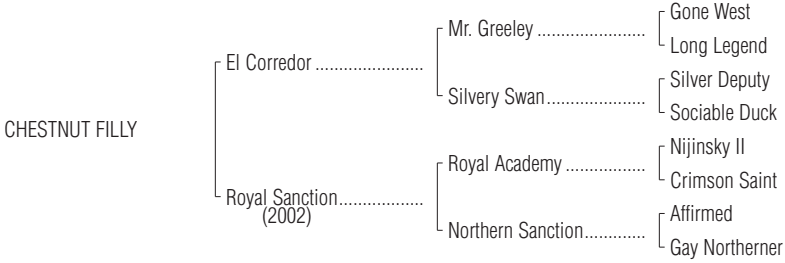 Gone West
Mr. Greeley .......................
Long Legend
El Corredor .......................
Silver Deputy
Silvery Swan.....................
Sociable Duck
CHESTNUT FILLY
Nijinsky II
Royal Academy .................
Crimson Saint
Royal Sanction..................
(2002)
Affirmed
Northern Sanction.............
Gay Northerner